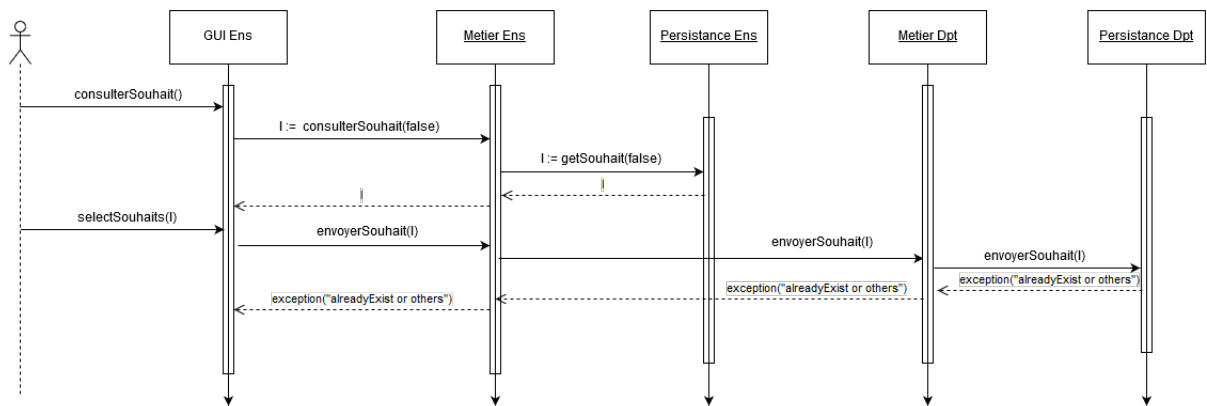 GUI Ens
Metier Ens
Persistance Ens
Metier Dpt
Persistance Dpt
consulterSouhait()
l := consulterSouhait(false)
l := getSouhait(false)
l
l
selectSouhaits(l)
envoyerSouhait(l)
envoyerSouhait(l)
envoyerSouhait(l)
exception("alreadyExist or others")
exception("alreadyExist or others")
exception("alreadyExist or others")